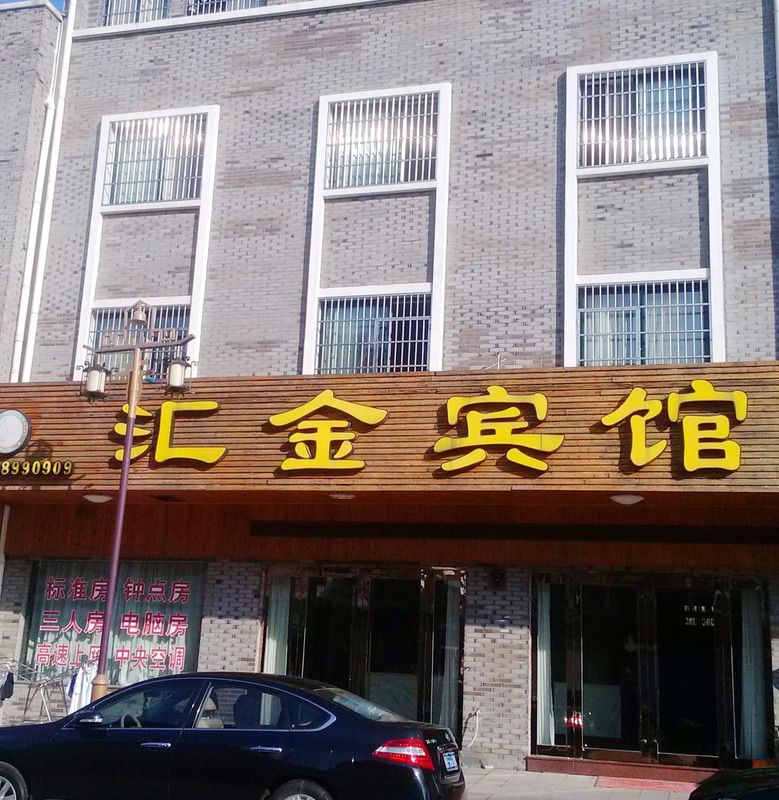 汇金宾馆
8990909
标准房 钟点房
三人房 电脑房
高速上网 中央空调